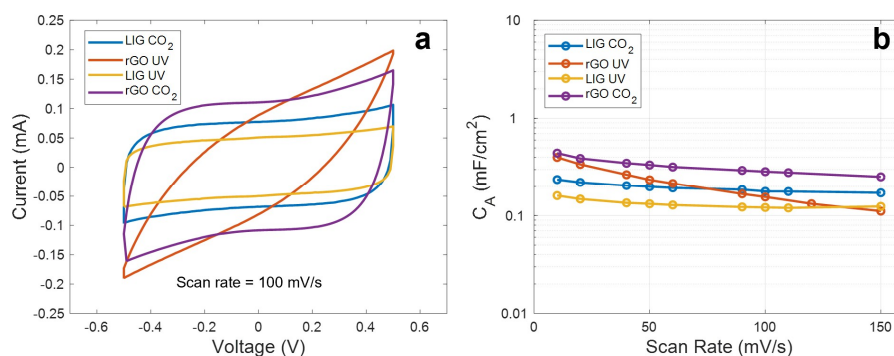 a
LIG CO₂
rGO UV
LIG UV
rGO CO₂
0.25
0.2
0.15
0.1
0.05
0
-0.05
-0.1
-0.15
-0.2
-0.25
Current (mA)
Scan rate = 100 mV/s
-0.6 -0.4 -0.2 0 0.2 0.4 0.6
Voltage (V)
b
LIG CO₂
rGO UV
LIG UV
rGO CO₂
10
1
0.1
0.01
C_A (mF/cm²)
0 50 100 150
Scan Rate (mV/s)